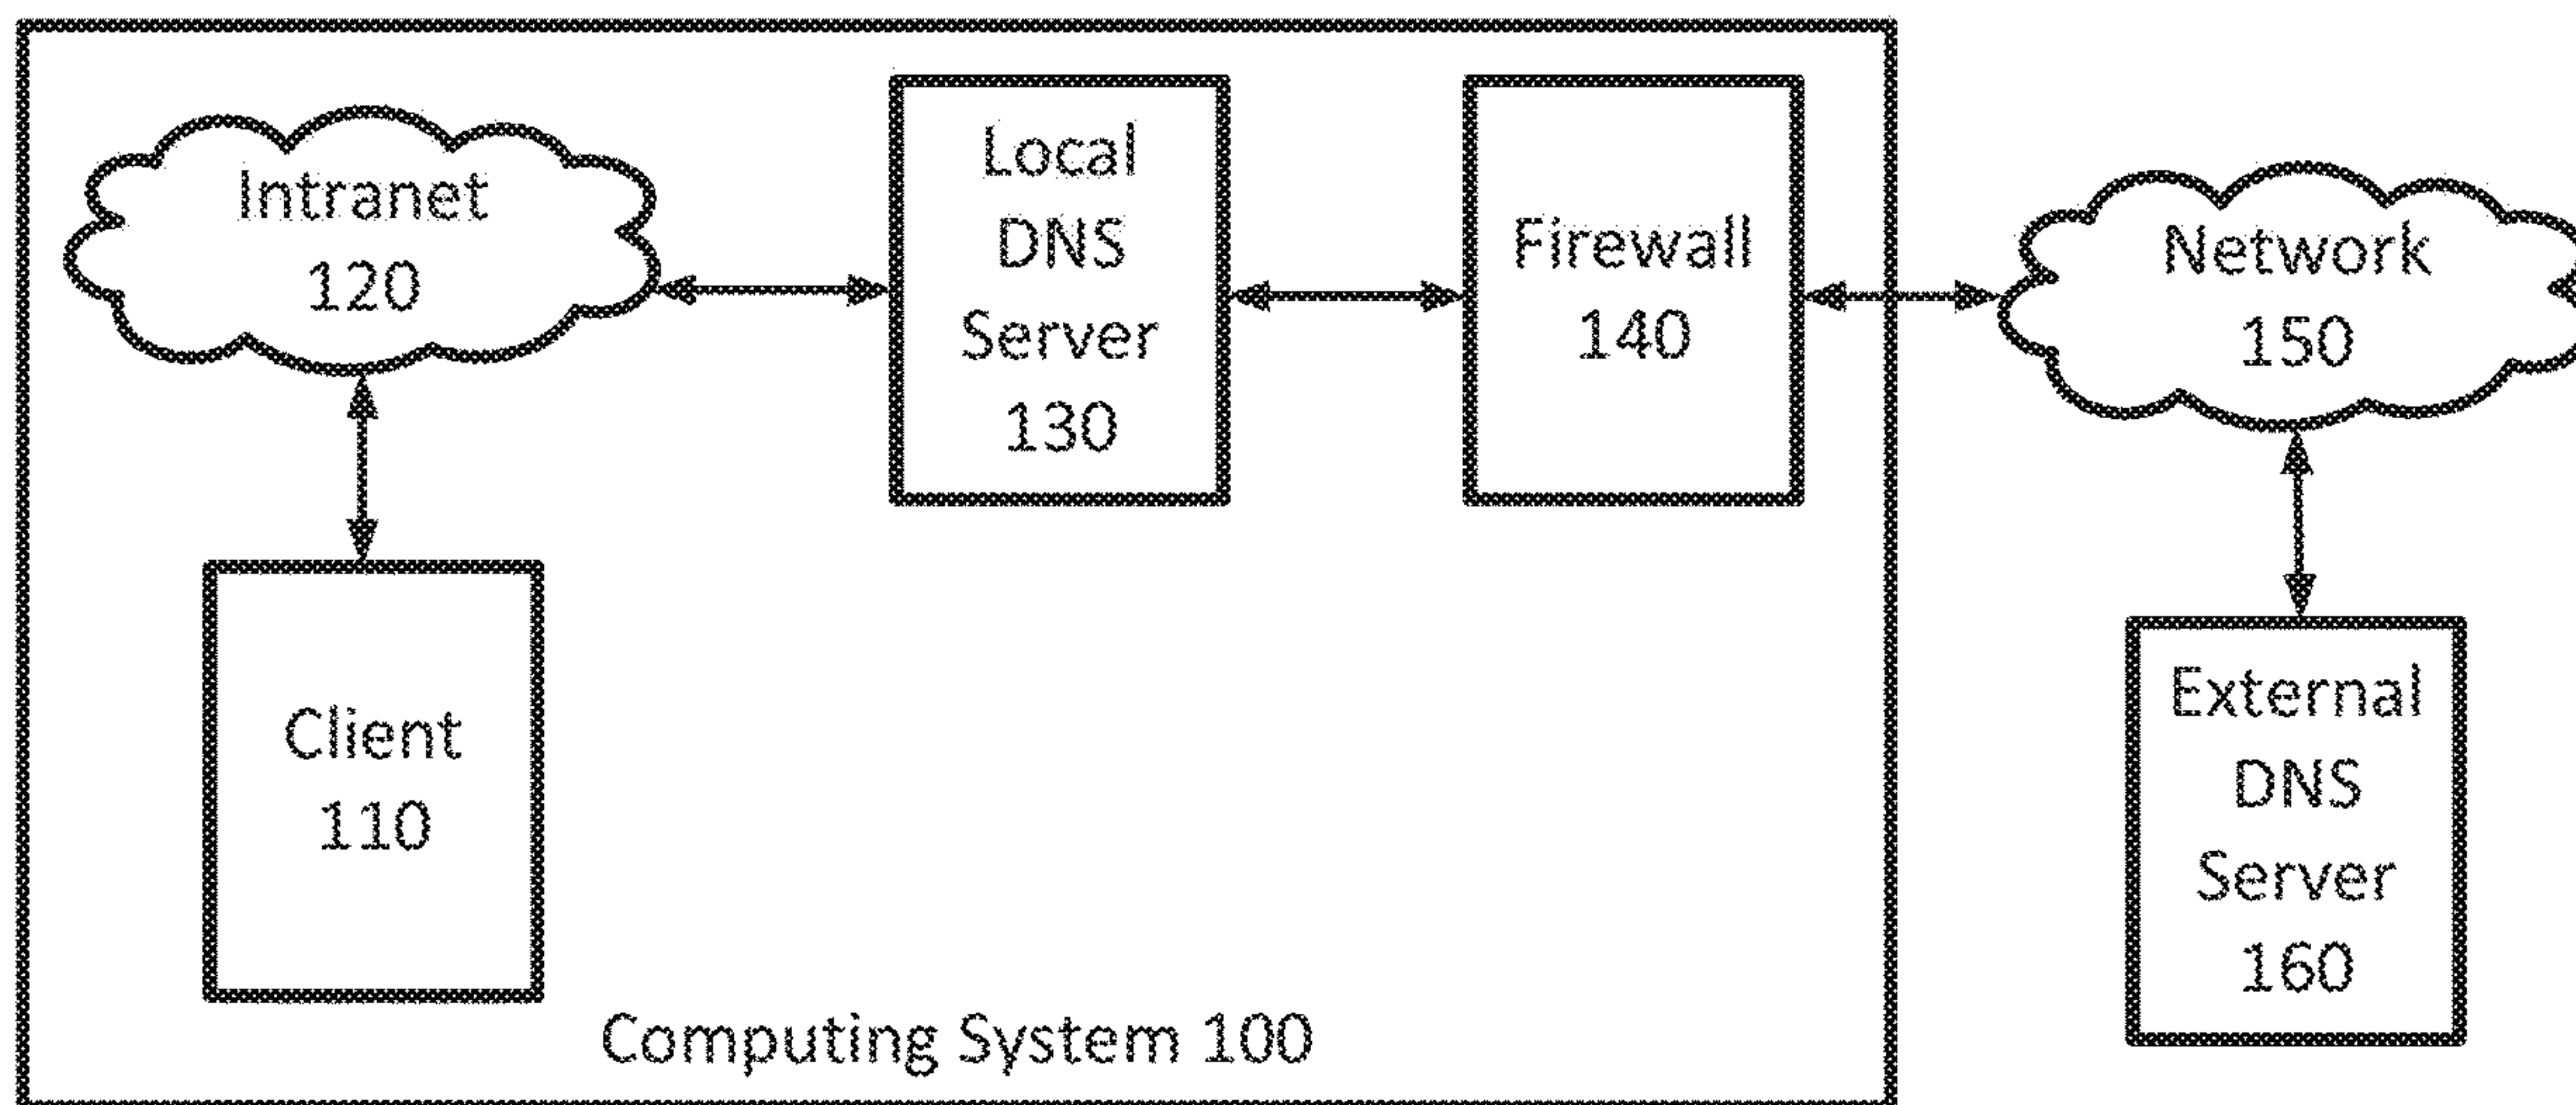 Intranet
120
Local
DNS
Server
130
Firewall
140
Network
150
Client
110
External
DNS
Server
160
Computing System 100